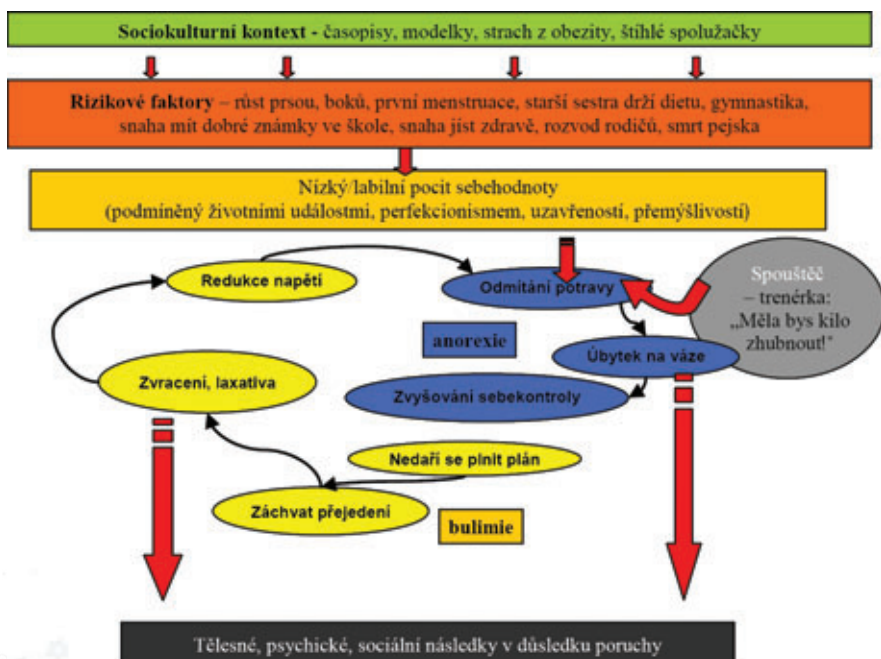 Sociokulturní kontext - časopisy, modelky, strach z obezity, štíhlé spolužačky
Rizikové faktory – růst prsou, boků, první menstruace, starší sestra drží dietu, gymnastika,
snaha mít dobré známky ve škole, snaha jíst zdravě, rozvod rodičů, smrt pejska
Nízký/labilní pocit sebehodnoty
(podmíněný životními událostmi, perfekcionismem, uzavřeností, přemýšlivostí)
Redukce napětí
Odmítání potravy
Spouštěč
– trenérka:
„Měla bys kilo
zhubnout!"
anorexie
Úbytek na váze
Zvracení, laxativa
Zvyšování sebekontroly
Nedaří se plnit plán
Záchvat přejedení
bulimie
Tělesné, psychické, sociální následky v důsledku poruchy